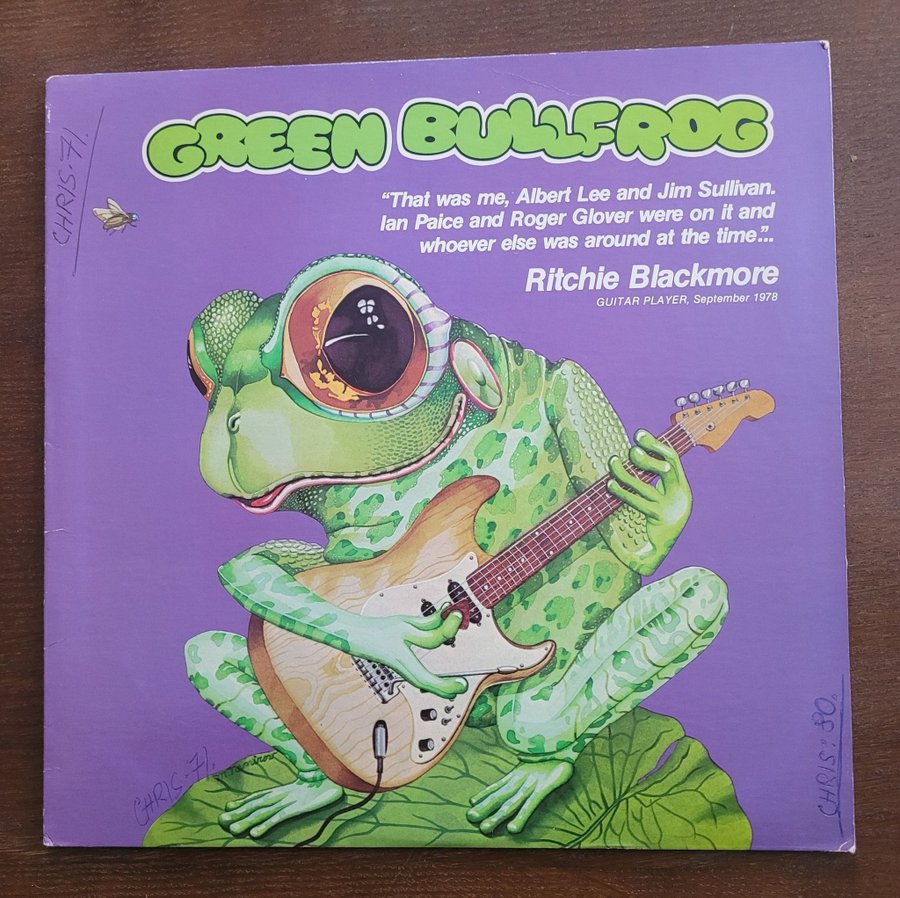 GREEN BULLFROG
CHRIS-71.
"That was me, Albert Lee and Jim Sullivan.
Ian Paice and Roger Glover were on it and
whoever else was around at the time"...
Ritchie Blackmore
GUITAR PLAYER, September 1978
CHRIS-71.
CHRIS:80.